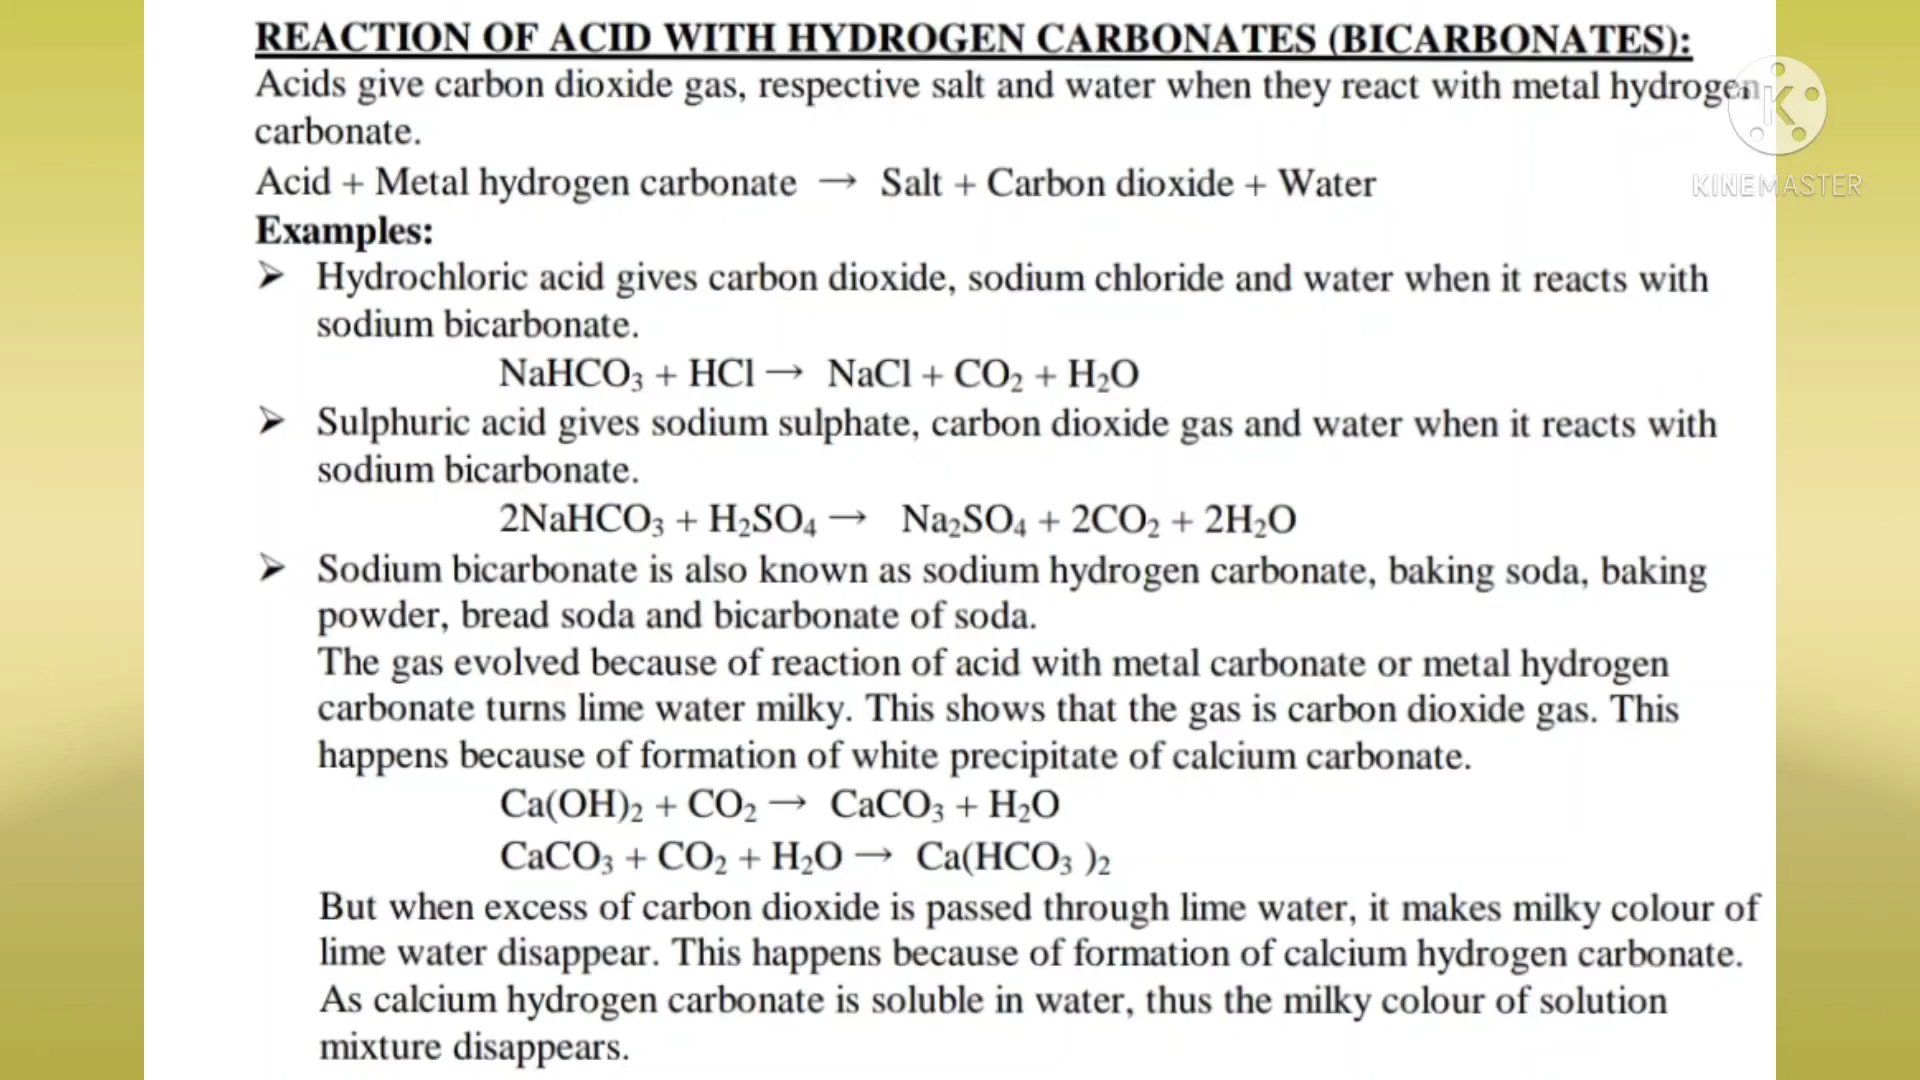 REACTION OF ACID WITH HYDROGEN CARBONATES (BICARBONATES):
Acids give carbon dioxide gas, respective salt and water when they react with metal hydrogen
carbonate.
Acid + Metal hydrogen carbonate → Salt + Carbon dioxide + Water
KINEMASTER
Examples:
➢ Hydrochloric acid gives carbon dioxide, sodium chloride and water when it reacts with
sodium bicarbonate.
NaHCO₃ + HCl → NaCl + CO₂ + H₂O
➢ Sulphuric acid gives sodium sulphate, carbon dioxide gas and water when it reacts with
sodium bicarbonate.
2NaHCO₃ + H₂SO₄ → Na₂SO₄ + 2CO₂ + 2H₂O
➢ Sodium bicarbonate is also known as sodium hydrogen carbonate, baking soda, baking
powder, bread soda and bicarbonate of soda.
The gas evolved because of reaction of acid with metal carbonate or metal hydrogen
carbonate turns lime water milky. This shows that the gas is carbon dioxide gas. This
happens because of formation of white precipitate of calcium carbonate.
Ca(OH)₂ + CO₂ → CaCO₃ + H₂O
CaCO₃ + CO₂ + H₂O → Ca(HCO₃ )₂
But when excess of carbon dioxide is passed through lime water, it makes milky colour of
lime water disappear. This happens because of formation of calcium hydrogen carbonate.
As calcium hydrogen carbonate is soluble in water, thus the milky colour of solution
mixture disappears.